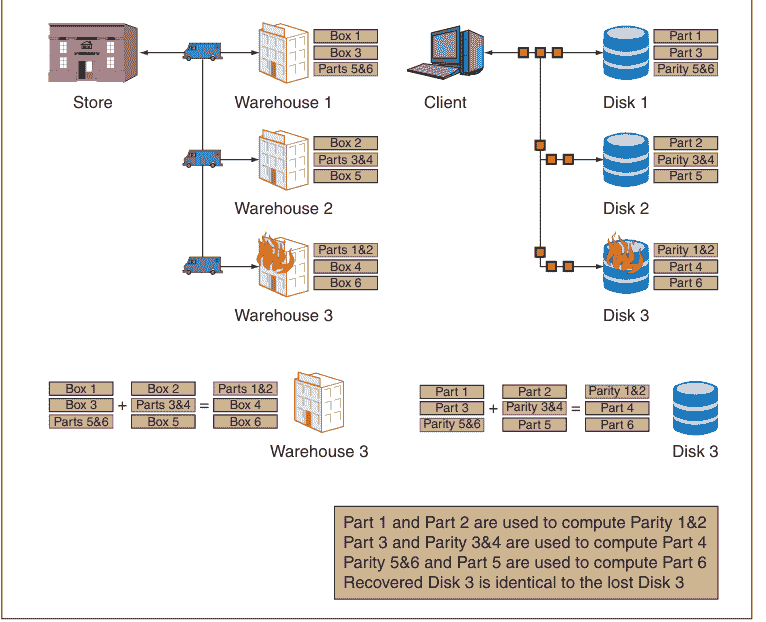 Box 1
Box 3
Parts 5&6
Store
Warehouse 1
Part 1
Part 3
Parity 5&6
Client
Disk 1
Box 2
Parts 3&4
Box 5
Warehouse 2
Part 2
Parity 3&4
Part 5
Disk 2
Parts 1&2
Box 4
Box 6
Warehouse 3
Parity 1&2
Part 4
Part 6
Disk 3
Box 1 Box 2 Parts 1&2
Box 3 + Parts 3&4 = Box 4
Parts 5&6 Box 5 Box 6
Warehouse 3
Part 1 Part 2 Parity 1&2
Part 3 + Parity 3&4 = Part 4
Parity 5&6 Part 5 Part 6
Disk 3
Part 1 and Part 2 are used to compute Parity 1&2
Part 3 and Parity 3&4 are used to compute Part 4
Parity 5&6 and Part 5 are used to compute Part 6
Recovered Disk 3 is identical to the lost Disk 3